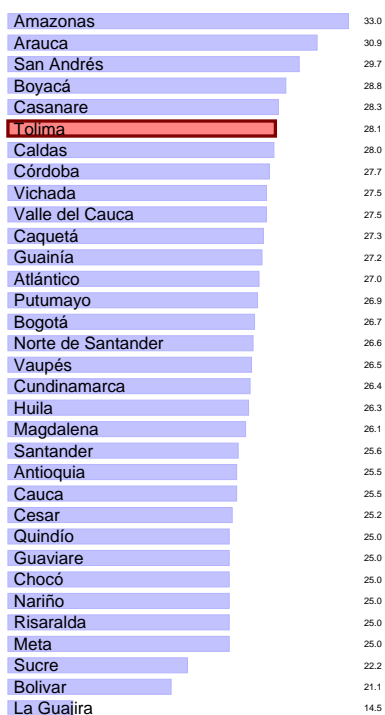 Amazonas 33.0
Arauca 30.9
San Andrés 29.7
Boyacá 28.8
Casanare 28.3
Tolima 28.1
Caldas 28.0
Córdoba 27.7
Vichada 27.5
Valle del Cauca 27.5
Caquetá 27.3
Guainía 27.2
Atlántico 27.0
Putumayo 26.9
Bogotá 26.7
Norte de Santander 26.6
Vaupés 26.5
Cundinamarca 26.4
Huila 26.3
Magdalena 26.1
Santander 25.6
Antioquia 25.5
Cauca 25.5
Cesar 25.2
Quindío 25.0
Guaviare 25.0
Chocó 25.0
Nariño 25.0
Risaralda 25.0
Meta 25.0
Sucre 22.2
Bolivar 21.1
La Guajira 14.5